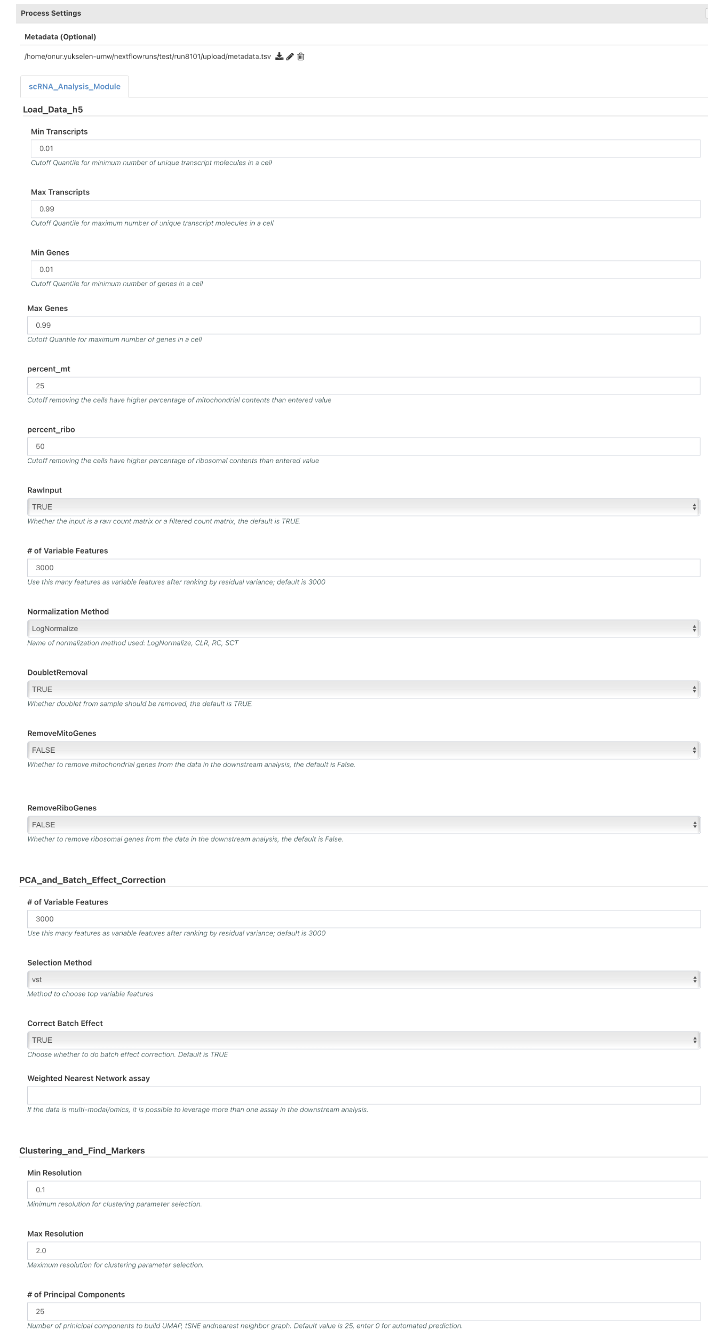 Process Settings
Metadata (Optional)
/home/onur.yukselen-umw/nextflowruns/test/run8101/upload/metadata.tsv
scRNA_Analysis_Module
Load_Data_h5
Min Transcripts
0.01
Cutoff Quantile for minimum number of unique transcript molecules in a cell
Max Transcripts
0.99
Cutoff Quantile for maximum number of unique transcript molecules in a cell
Min Genes
0.01
Cutoff Quantile for minimum number of genes in a cell
Max Genes
0.99
Cutoff Quantile for maximum number of genes in a cell
percent_mt
25
Cutoff removing the cells have higher percentage of mitochondrial contents than entered value
percent_ribo
50
Cutoff removing the cells have higher percentage of ribosomal contents than entered value
RawInput
TRUE
Whether the input is a raw count matrix or a filtered count matrix, the default is TRUE.
# of Variable Features
3000
Use this many features as variable features after ranking by residual variance; default is 3000
Normalization Method
LogNormalize
Name of normalization method used: LogNormalize, CLR, RC, SCT
DoubletRemoval
TRUE
Whether doublet from sample should be removed, the default is TRUE.
RemoveMitoGenes
FALSE
Whether to remove mitochondrial genes from the data in the downstream analysis, the default is False.
RemoveRiboGenes
FALSE
Whether to remove ribosomal genes from the data in the downstream analysis, the default is False.
PCA_and_Batch_Effect_Correction
# of Variable Features
3000
Use this many features as variable features after ranking by residual variance; default is 3000
Selection Method
vst
Method to choose top variable features.
Correct Batch Effect
TRUE
Choose whether to do batch effect correction. Default is TRUE
Weighted Nearest Network assay
If the data is multi-modal/omics, it is possible to leverage more than one assay in the downstream analysis.
Clustering_and_Find_Markers
Min Resolution
0.1
Minimum resolution for clustering parameter selection.
Max Resolution
2.0
Maximum resolution for clustering parameter selection.
# of Principal Components
25
Number of prinicipal components to build UMAP, tSNE andnearest neighbor graph. Default value is 25, enter 0 for automated prediction.